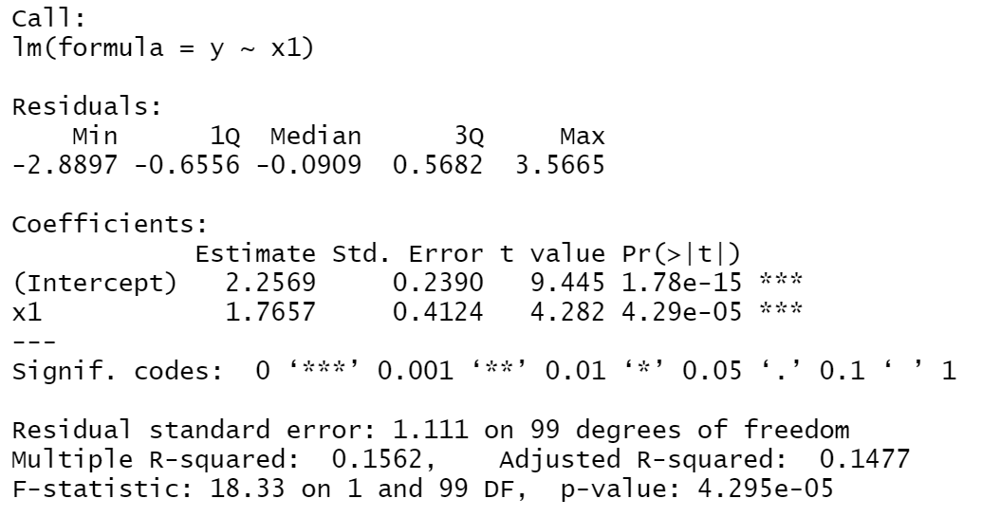 Call:
lm(formula = y ~ x1)
Residuals:
Min 1Q Median 3Q Max
-2.8897 -0.6556 -0.0909 0.5682 3.5665
Coefficients:
Estimate Std. Error t value Pr(>|t|)
(Intercept) 2.2569 0.2390 9.445 1.78e-15 ***
x1 1.7657 0.4124 4.282 4.29e-05 ***
---
Signif. codes: 0 ‘***’ 0.001 ‘**’ 0.01 ‘*’ 0.05 ‘.’ 0.1 ‘ ’ 1
Residual standard error: 1.111 on 99 degrees of freedom
Multiple R-squared: 0.1562, Adjusted R-squared: 0.1477
F-statistic: 18.33 on 1 and 99 DF, p-value: 4.295e-05